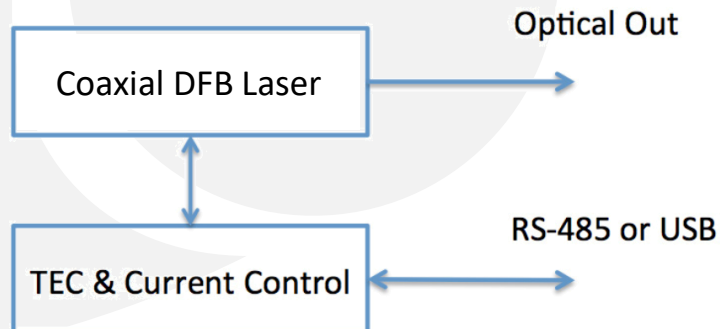 Optical Out
Coaxial DFB Laser
RS-485 or USB
TEC & Current Control